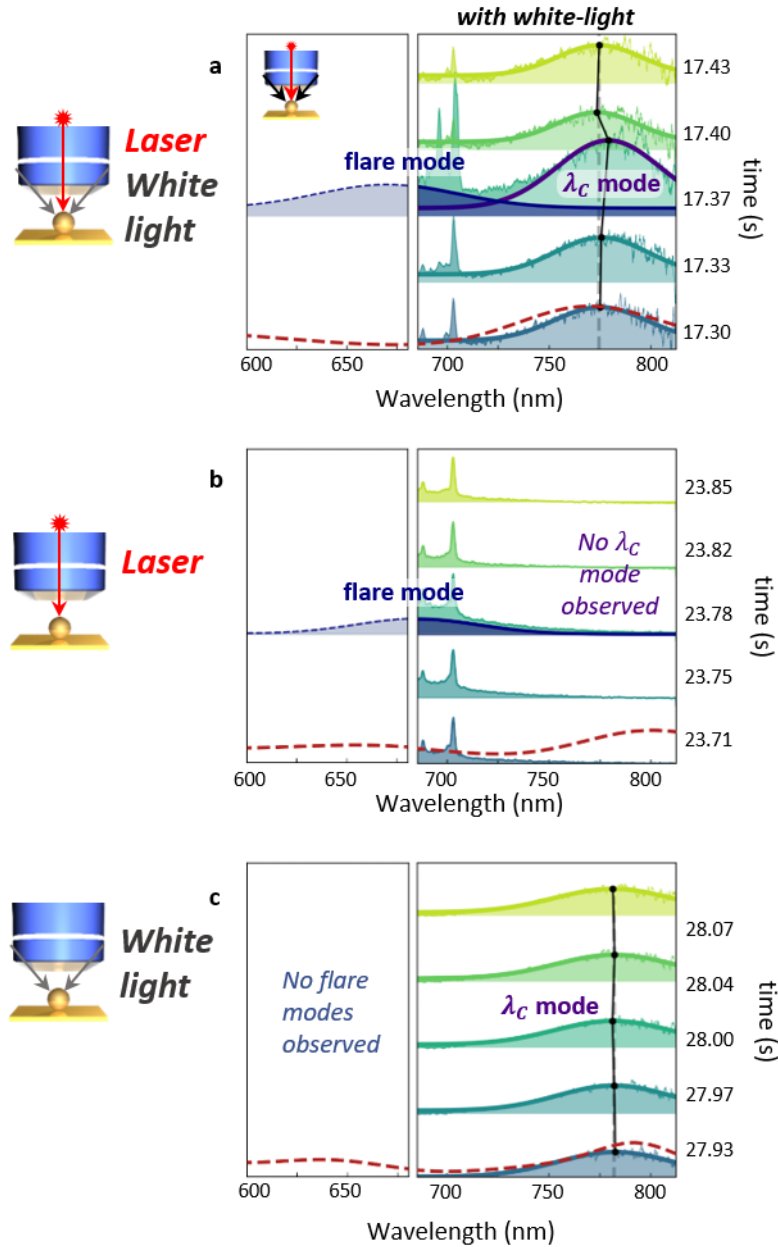 with white-light
a
Laser
White
light
flare mode
λC mode
17.43
17.40
17.37
17.33
17.30
time (s)
600 650 700 750 800
Wavelength (nm)
b
Laser
flare mode
No λC
mode
observed
23.85
23.82
23.78
23.75
23.71
time (s)
600 650 700 750 800
Wavelength (nm)
c
White
light
No flare
modes
observed
λC mode
28.07
28.04
28.00
27.97
27.93
time (s)
600 650 700 750 800
Wavelength (nm)